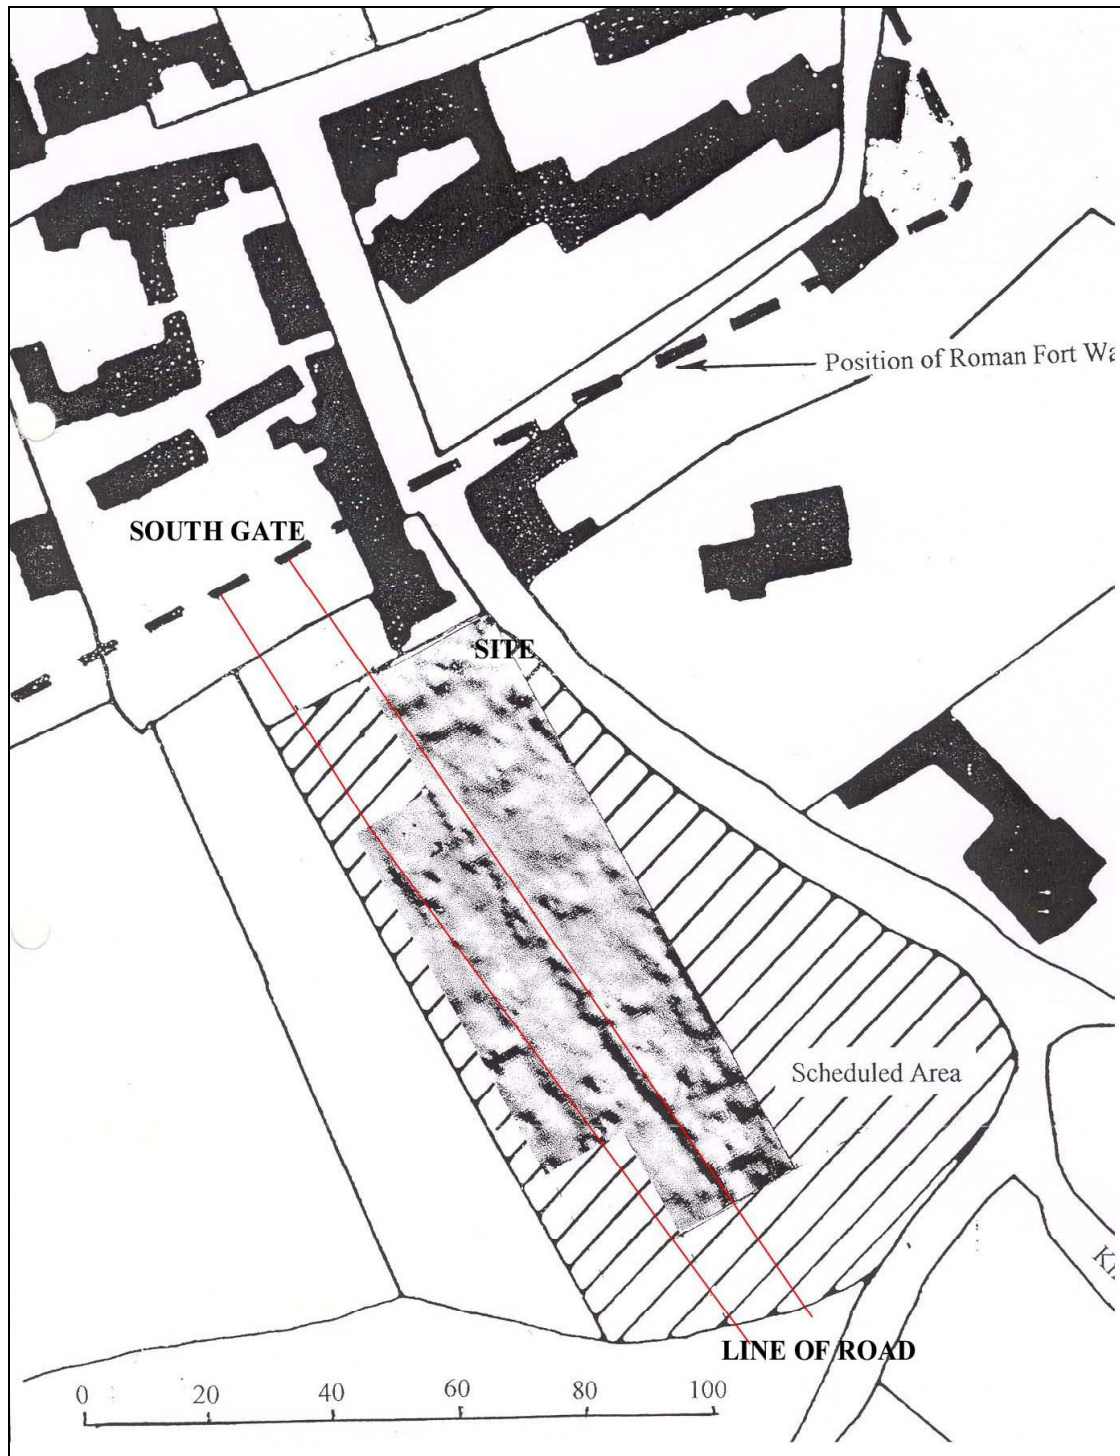 Position of Roman Fort Wa
SOUTH GATE
SITE
Scheduled Area
LINE OF ROAD
0 20 40 60 80 100